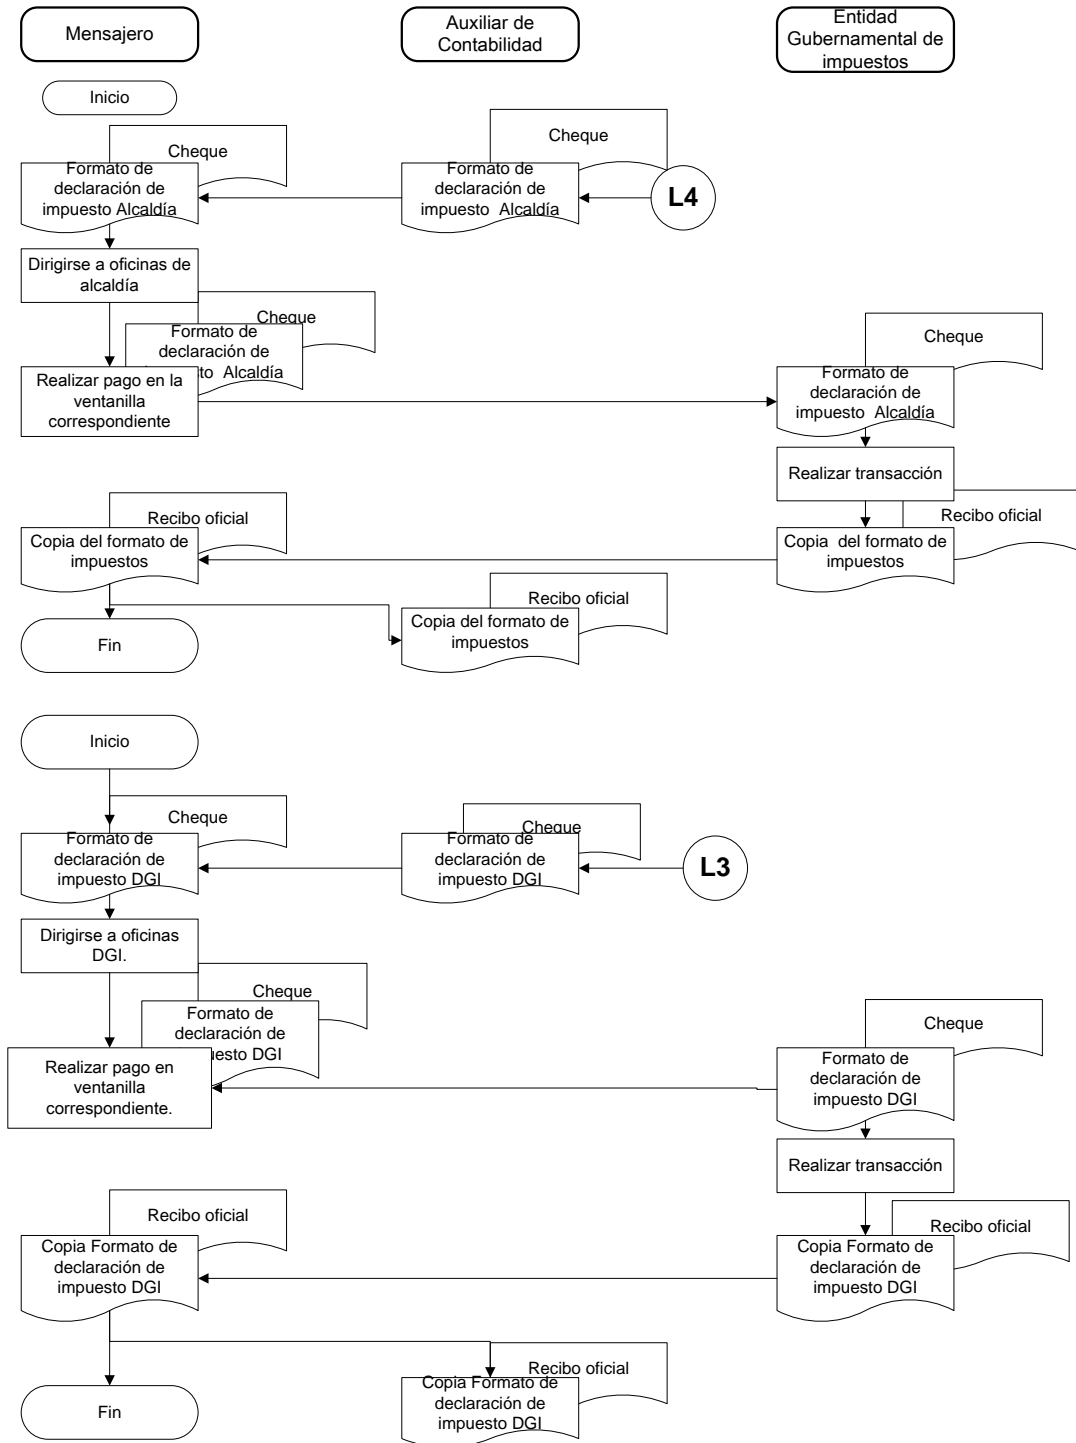 Mensajero
Auxiliar de
Contabilidad
Entidad
Gubernamental de
impuestos
Inicio
Cheque
Formato de
declaración de
impuesto Alcaldía
Cheque
Formato de
declaración de
impuesto Alcaldía
L4
Dirigirse a oficinas de
alcaldía
Cheque
Formato de
declaración de
to Alcaldía
Realizar pago en la
ventanilla
correspondiente
Cheque
Formato de
declaración de
impuesto Alcaldía
Realizar transacción
Recibo oficial
Copia del formato de
impuestos
Recibo oficial
Copia del formato de
impuestos
Recibo oficial
Copia del formato de
impuestos
Fin
Inicio
Cheque
Formato de
declaración de
impuesto DGI
Cheque
Formato de
declaración de
impuesto DGI
L3
Dirigirse a oficinas
DGI.
Cheque
Formato de
declaración de
uesto DGI
Realizar pago en
ventanilla
correspondiente.
Cheque
Formato de
declaración de
impuesto DGI
Realizar transacción
Recibo oficial
Copia Formato de
declaración de
impuesto DGI
Recibo oficial
Copia Formato de
declaración de
impuesto DGI
Recibo oficial
Copia Formato de
declaración de
impuesto DGI
Fin